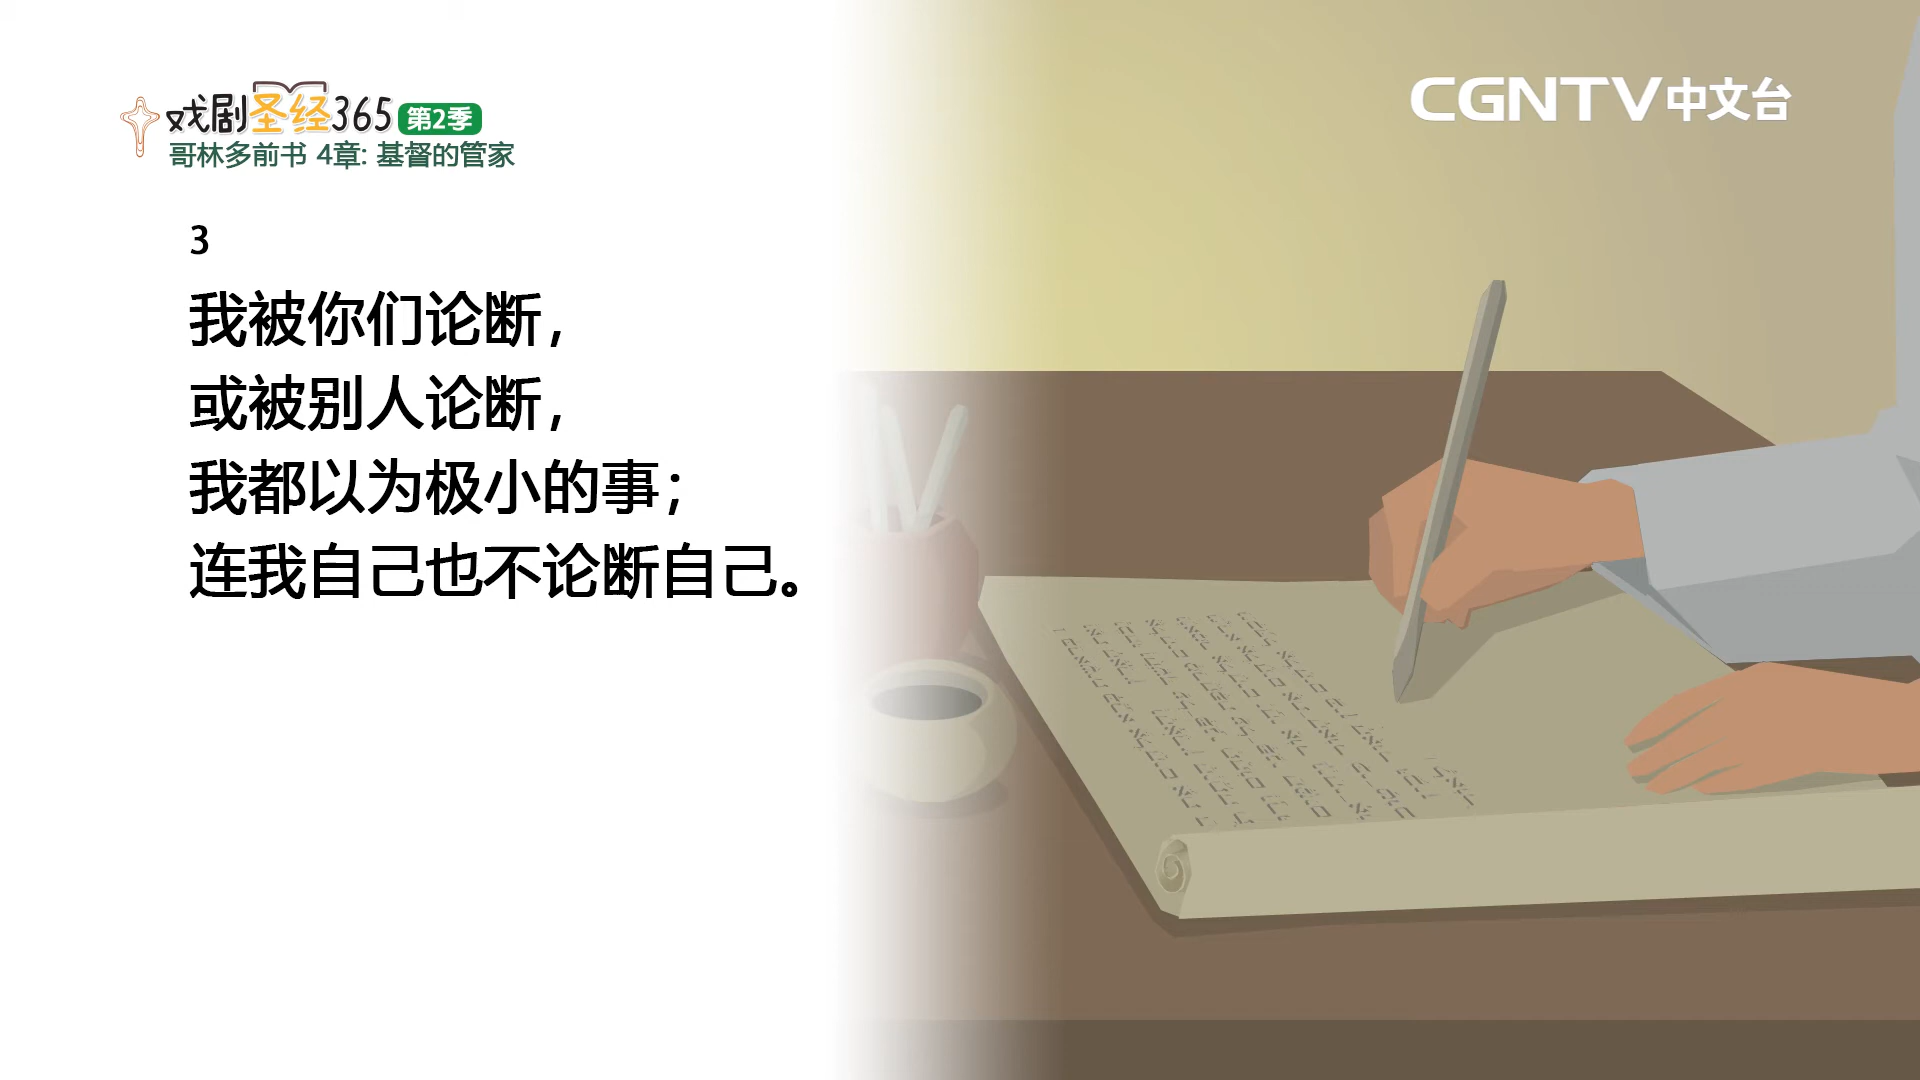 戏剧圣经365 第2季
哥林多前书 4章: 基督的管家
CGNTV中文台
3
我被你们论断，
或被别人论断，
我都以为极小的事；
连我自己也不论断自己。